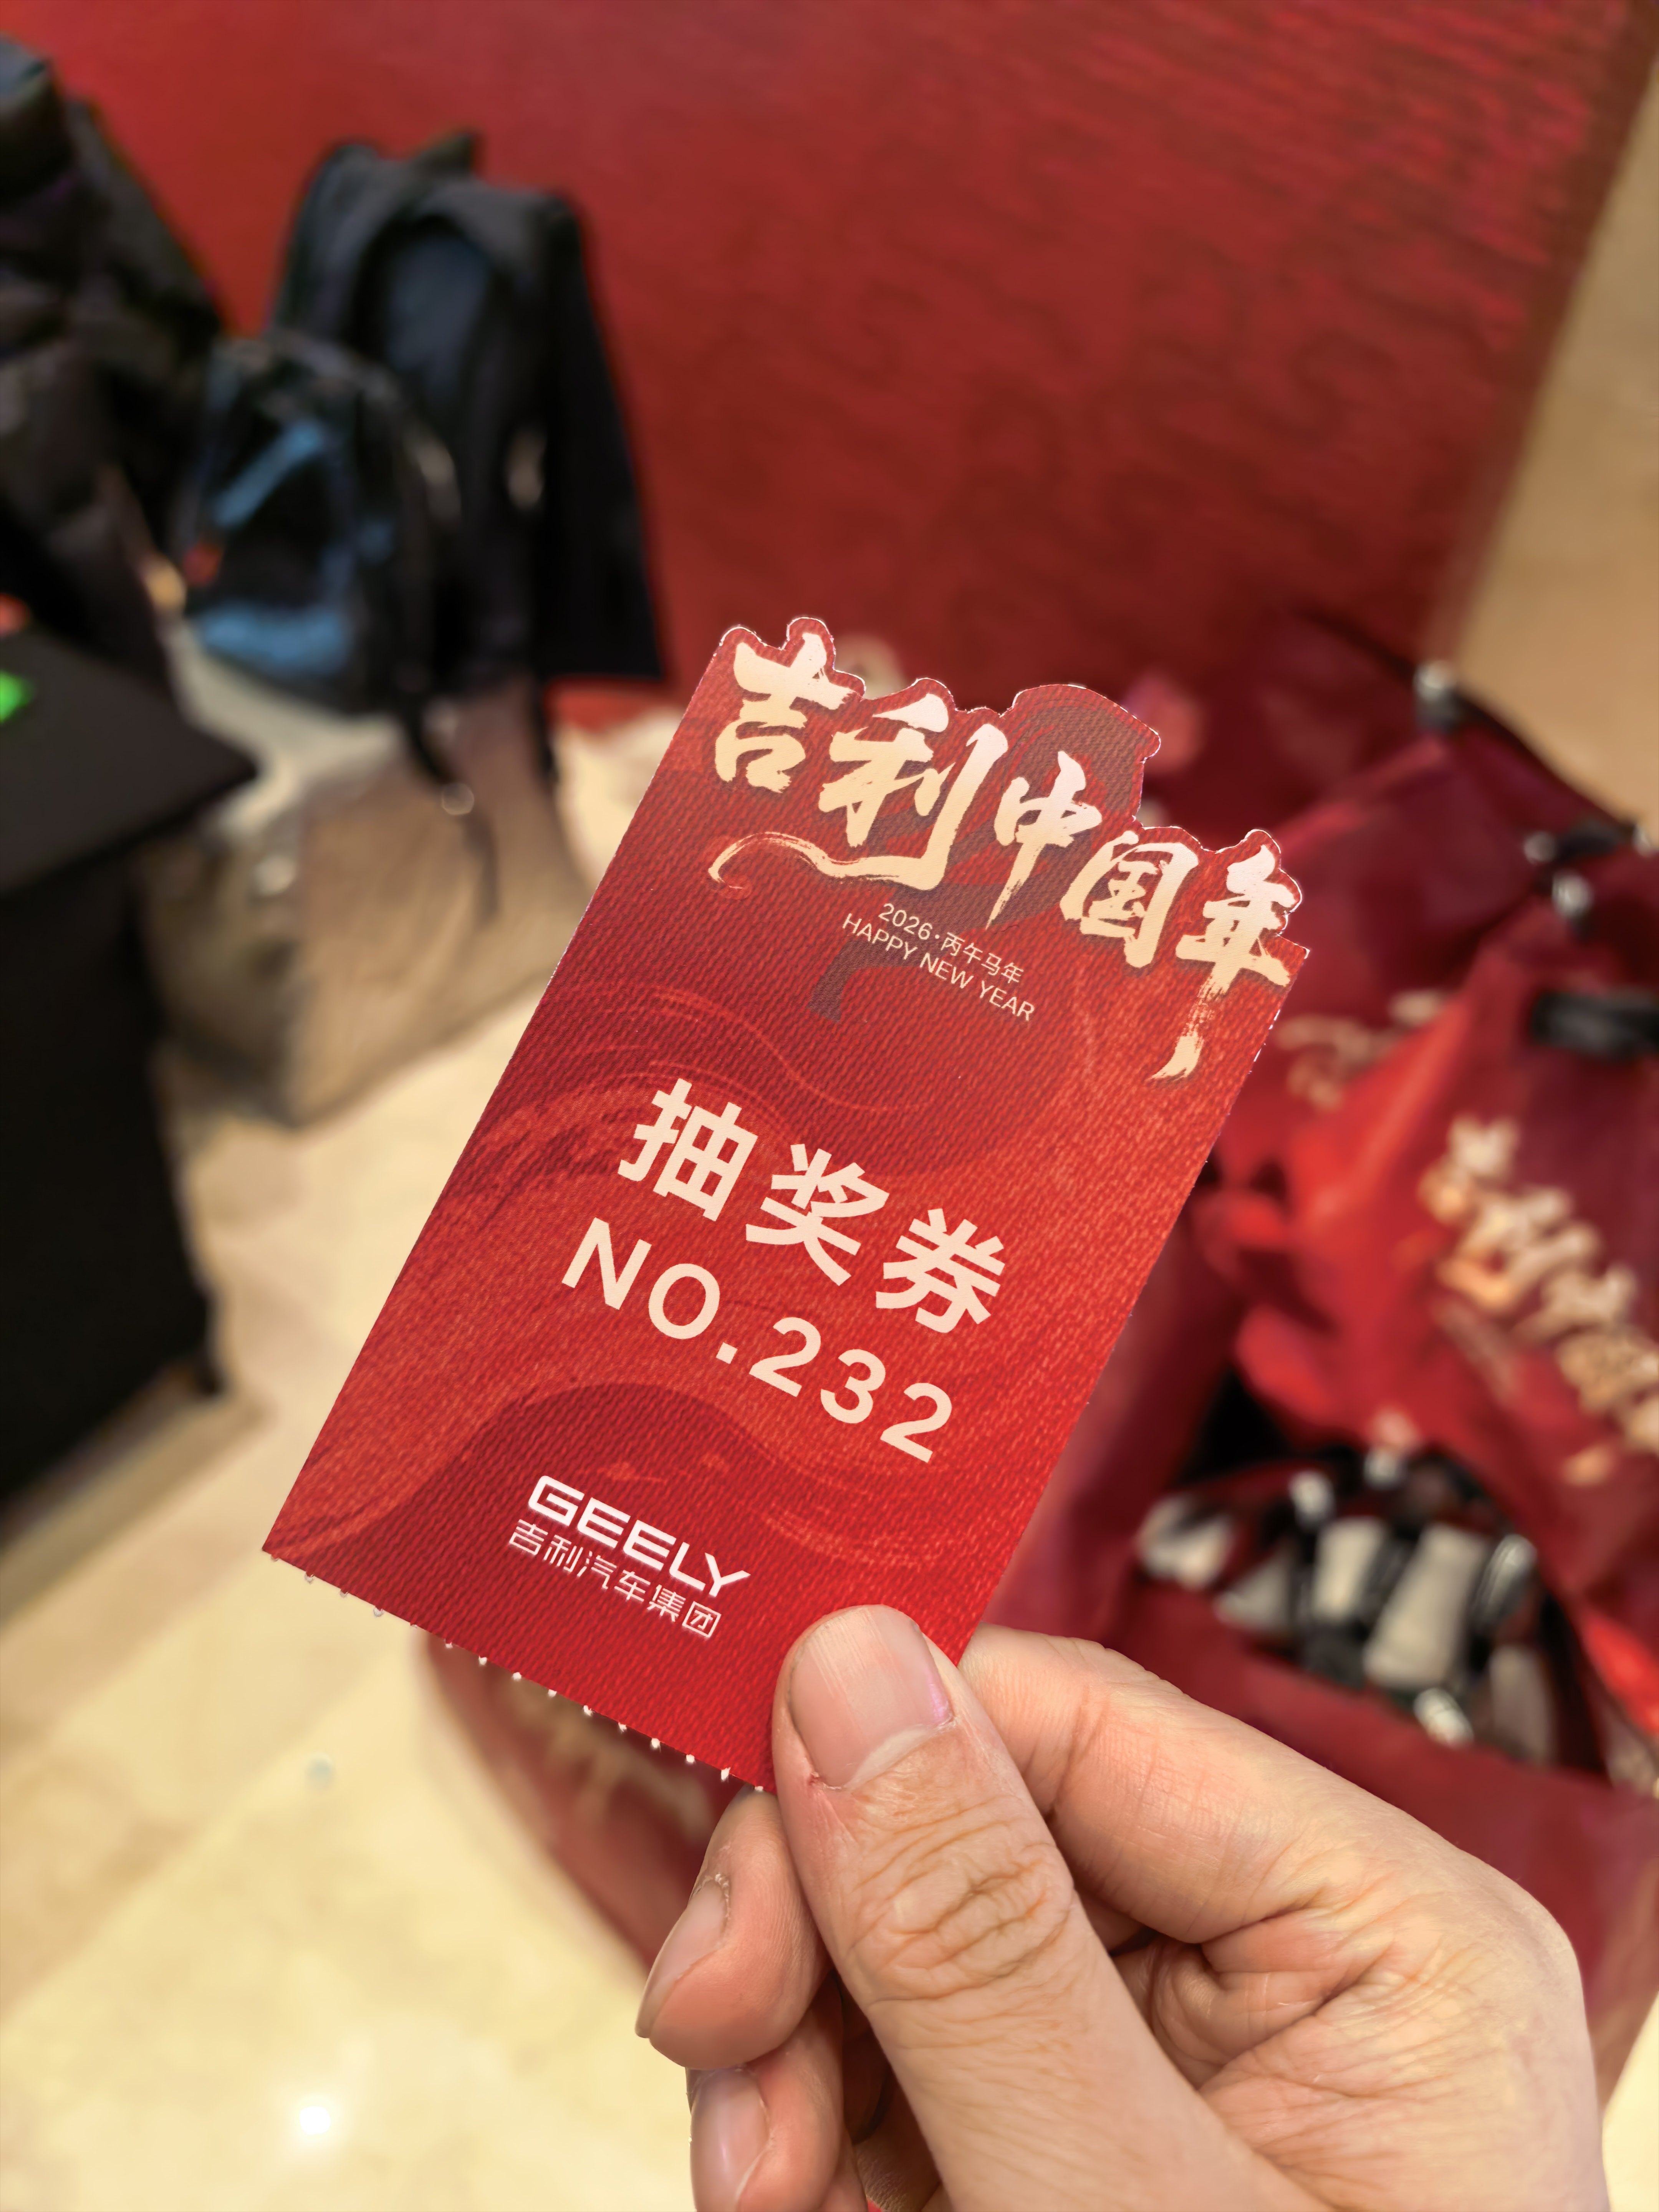 吉利中国年
2026·丙午马年
HAPPY NEW YEAR
抽奖券
NO.232
GEELY
吉利汽车集团